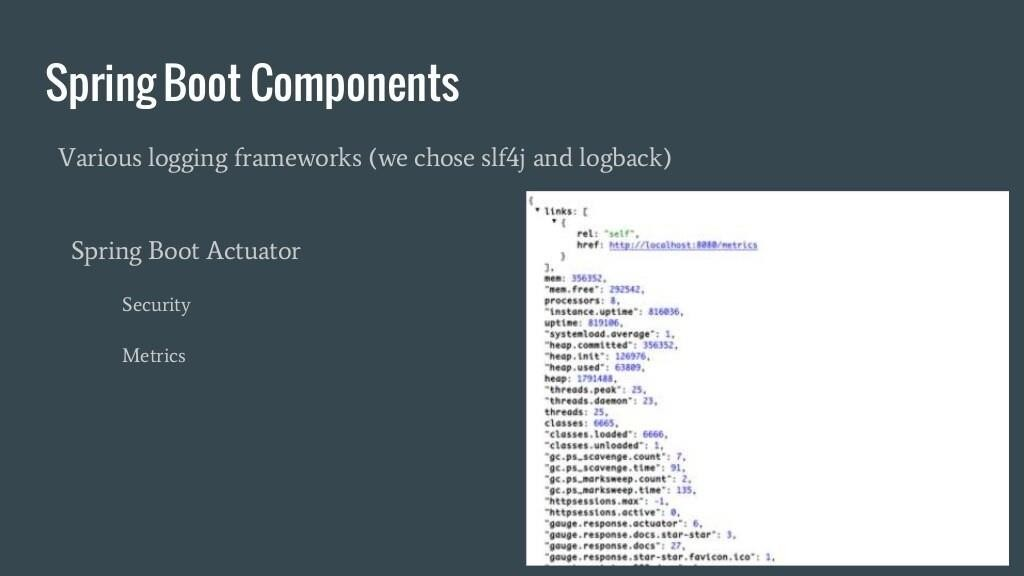 Spring Boot Components
Various logging frameworks (we chose slf4j and logback)
Spring Boot Actuator
Security
Metrics
{
▼ links: [
▼ {
rel: "self",
href: http://localhost:8080/metrics
}
],
mem: 356352,
"mem.free": 292542,
processors: 8,
"instance.uptime": 816036,
uptime: 819106,
"systemload.average": 1,
"heap.committed": 356352,
"heap.init": 126976,
"heap.used": 63809,
heap: 1791488,
"threads.peak": 25,
"threads.daemon": 23,
threads: 25,
classes: 6665,
"classes.loaded": 6666,
"classes.unloaded": 1,
"gc.ps_scavenge.count": 7,
"gc.ps_scavenge.time": 91,
"gc.ps_marksweep.count": 2,
"gc.ps_marksweep.time": 135,
"httpsessions.max": -1,
"httpsessions.active": 0,
"gauge.response.actuator": 6,
"gauge.response.docs.star-star": 3,
"gauge.response.docs": 27,
"gauge.response.star-star.favicon.ico": 1,